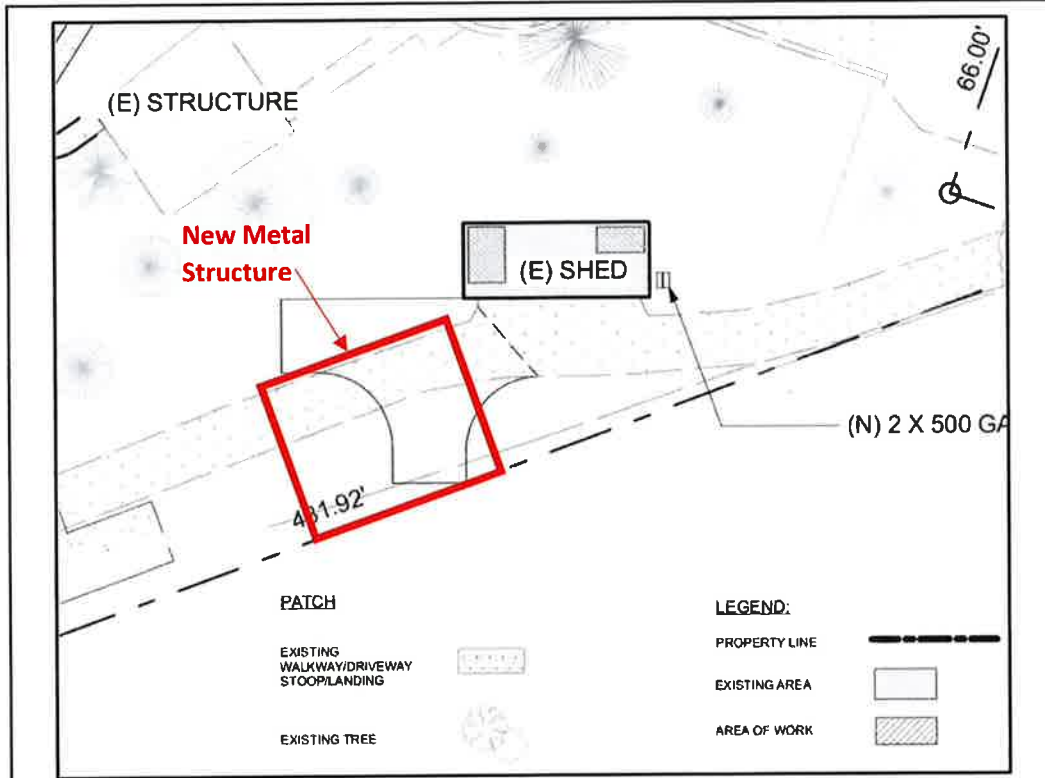 66.00'
(E) STRUCTURE
New Metal
Structure
(E) SHED
(N) 2 X 500 GA
431.92'
PATCH
EXISTING
WALKWAY/DRIVEWAY
STOOP/LANDING
EXISTING TREE
LEGEND:
PROPERTY LINE
EXISTING AREA
AREA OF WORK